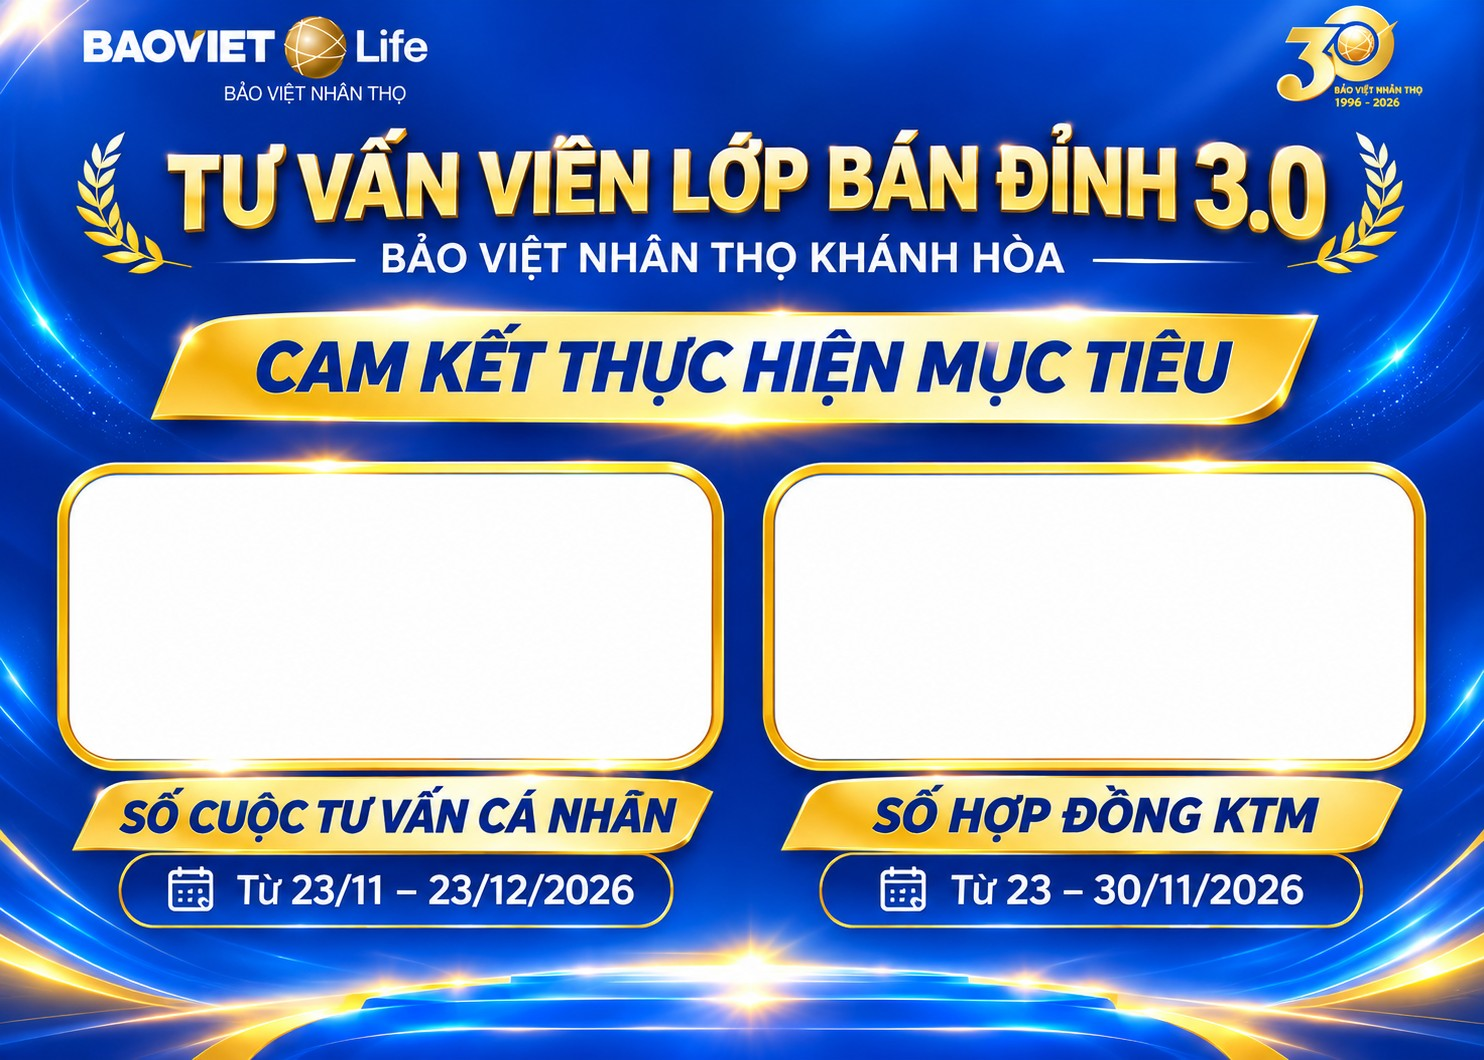 BAOVIET Life
BẢO VIỆT NHÂN THỌ
30
BẢO VIỆT NHÂN THỌ
1996 - 2026
TƯ VẤN VIÊN LỚP BÁN ĐỈNH 3.0
BẢO VIỆT NHÂN THỌ KHÁNH HÒA
CAM KẾT THỰC HIỆN MỤC TIÊU
SỐ CUỘC TƯ VẤN CÁ NHÃN
Từ 23/11 – 23/12/2026
SỐ HỢP ĐỒNG KTM
Từ 23 – 30/11/2026